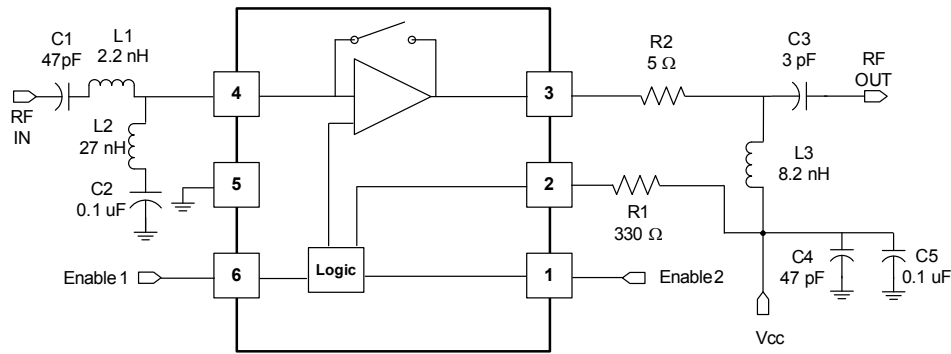 C1
47pF
L1
2.2 nH
RF
IN
L2
27 nH
C2
0.1 uF
4
5
6
Enable 1
Logic
3
2
1
Enable2
R2
5 Ω
C3
3 pF
RF
OUT
L3
8.2 nH
R1
330 Ω
C4
47 pF
C5
0.1 uF
Vcc